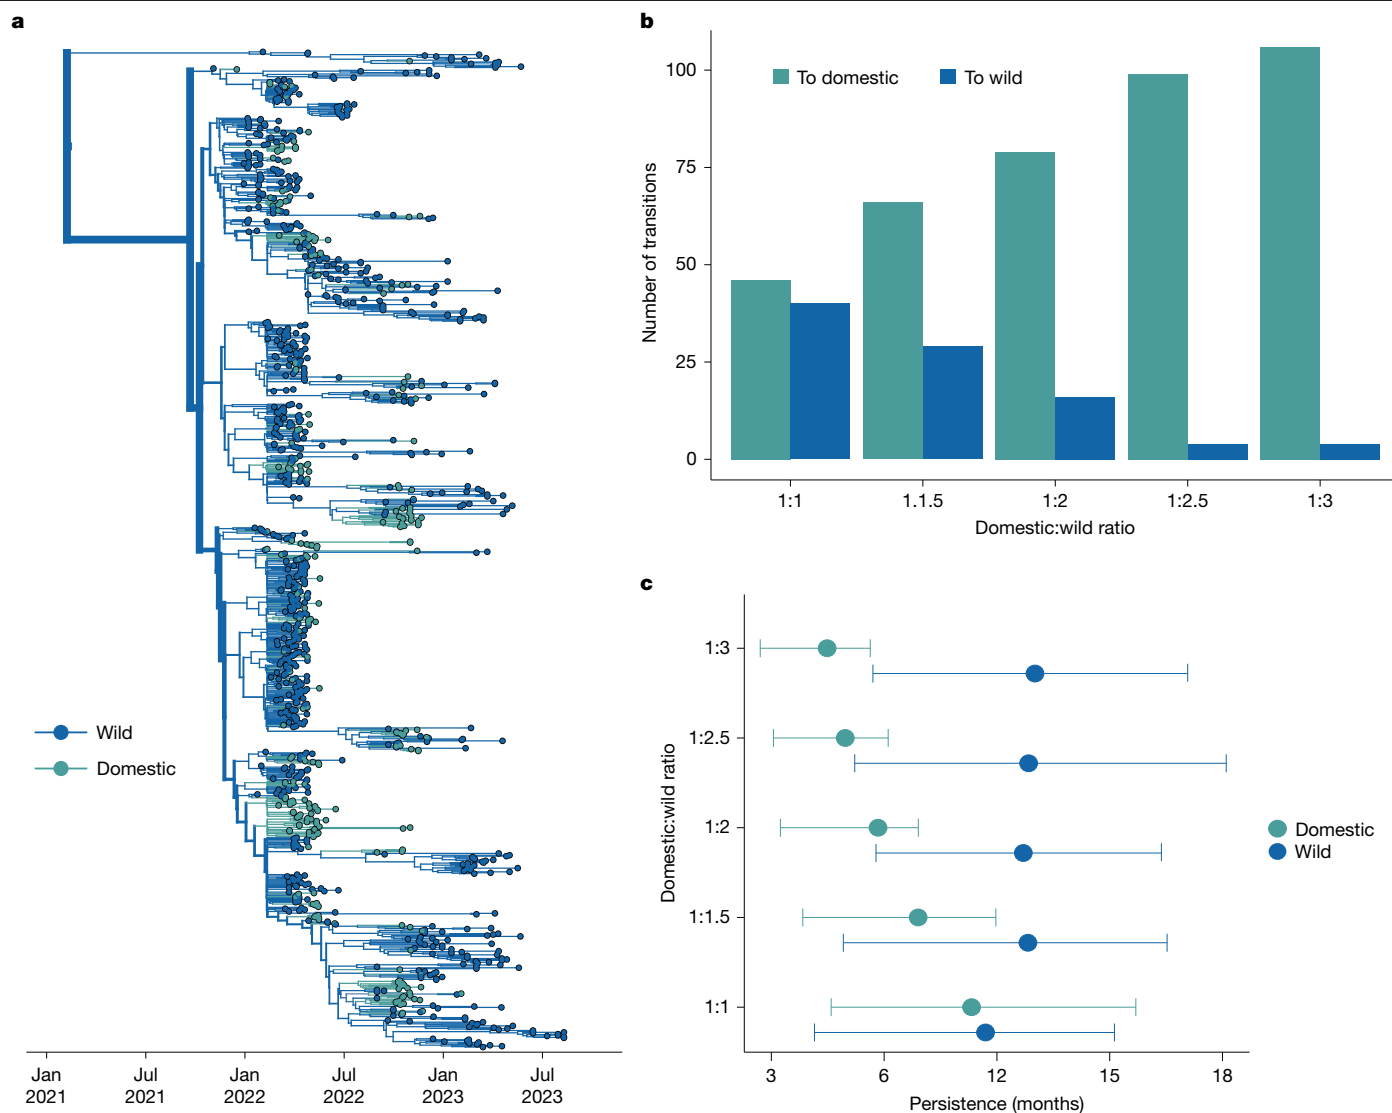 a
Wild
Domestic
Jan
2021
Jul
2021
Jan
2022
Jul
2022
Jan
2023
Jul
2023
b
To domestic
To wild
Number of transitions
100
75
50
25
0
1:1
1:1.5
1:2
1:2.5
1:3
Domestic:wild ratio
c
Domestic:wild ratio
1:3
1:2.5
1:2
1:1.5
1:1
Domestic
Wild
3
6
12
15
18
Persistence (months)